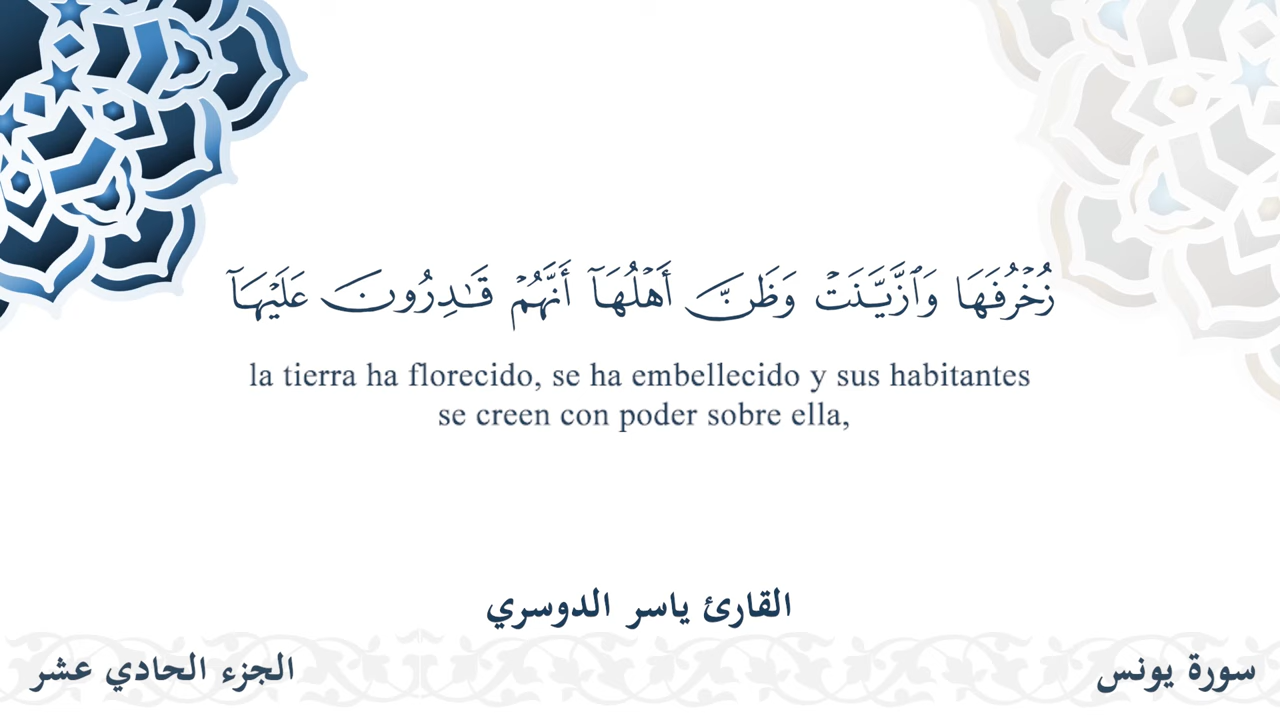 زُخْرُفَهَا وَٱزَّيَّنَتْ وَظَنَّ أَهْلُهَآ أَنَّهُمْ قَـٰدِرُونَ عَلَيْهَآ
la tierra ha florecido, se ha embellecido y sus habitantes
se creen con poder sobre ella,
القارئ ياسر الدوسري
سورة يونس
الجزء الحادي عشر